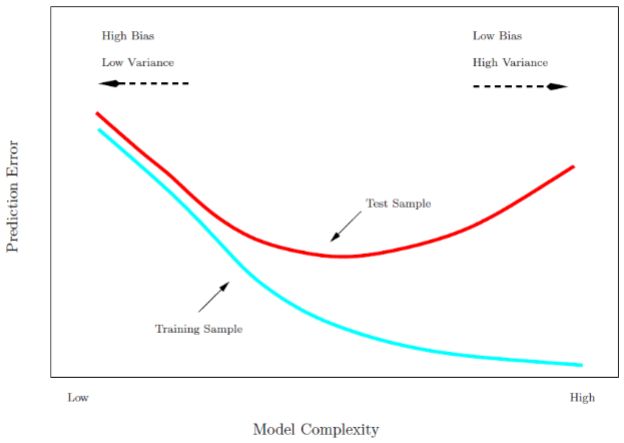 High Bias
Low Variance
Low Bias
High Variance
Prediction Error
Test Sample
Training Sample
Low
High
Model Complexity